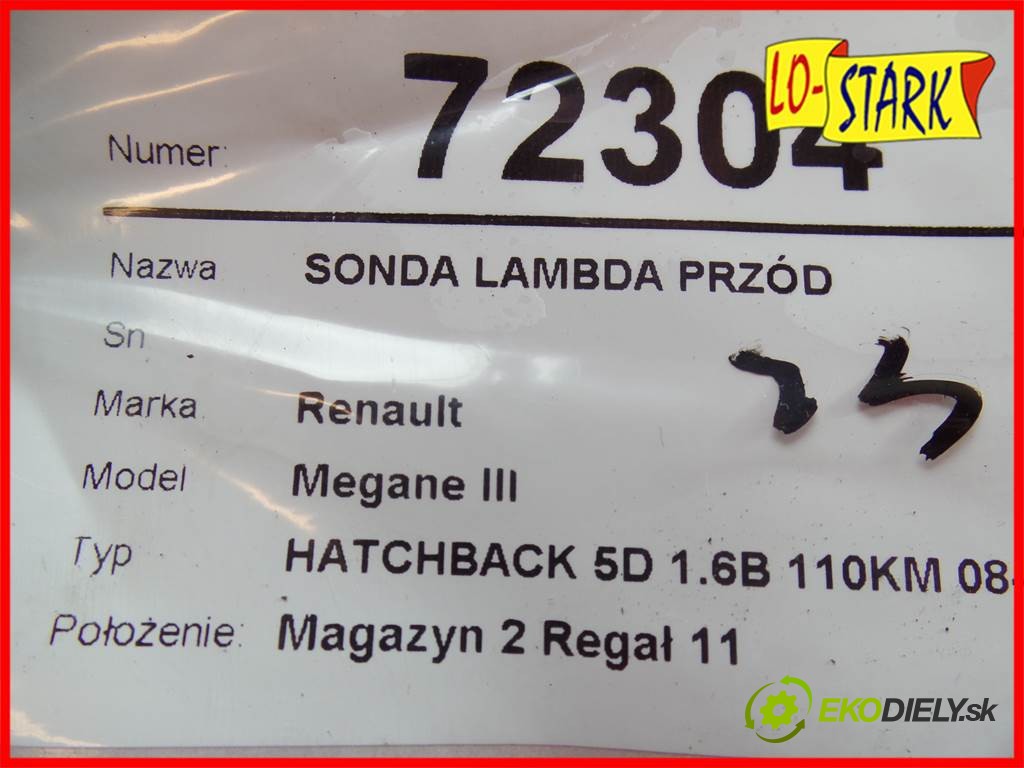 Numer: 72304
LO-STARK
Nazwa SONDA LAMBDA PRZÓD
Sn
Marka Renault
Model Megane III
Typ HATCHBACK 5D 1.6B 110KM 08-
Położenie: Magazyn 2 Regał 11
EKODIELY.sk